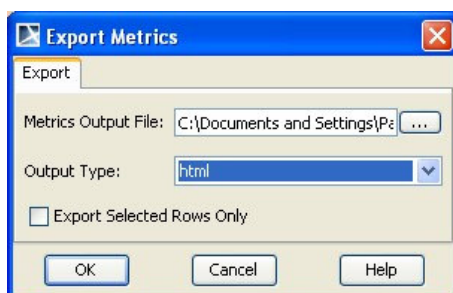 Export Metrics
Export
Metrics Output File: C:\Documents and Settings\Pa ...
Output Type: html
Export Selected Rows Only
OK Cancel Help